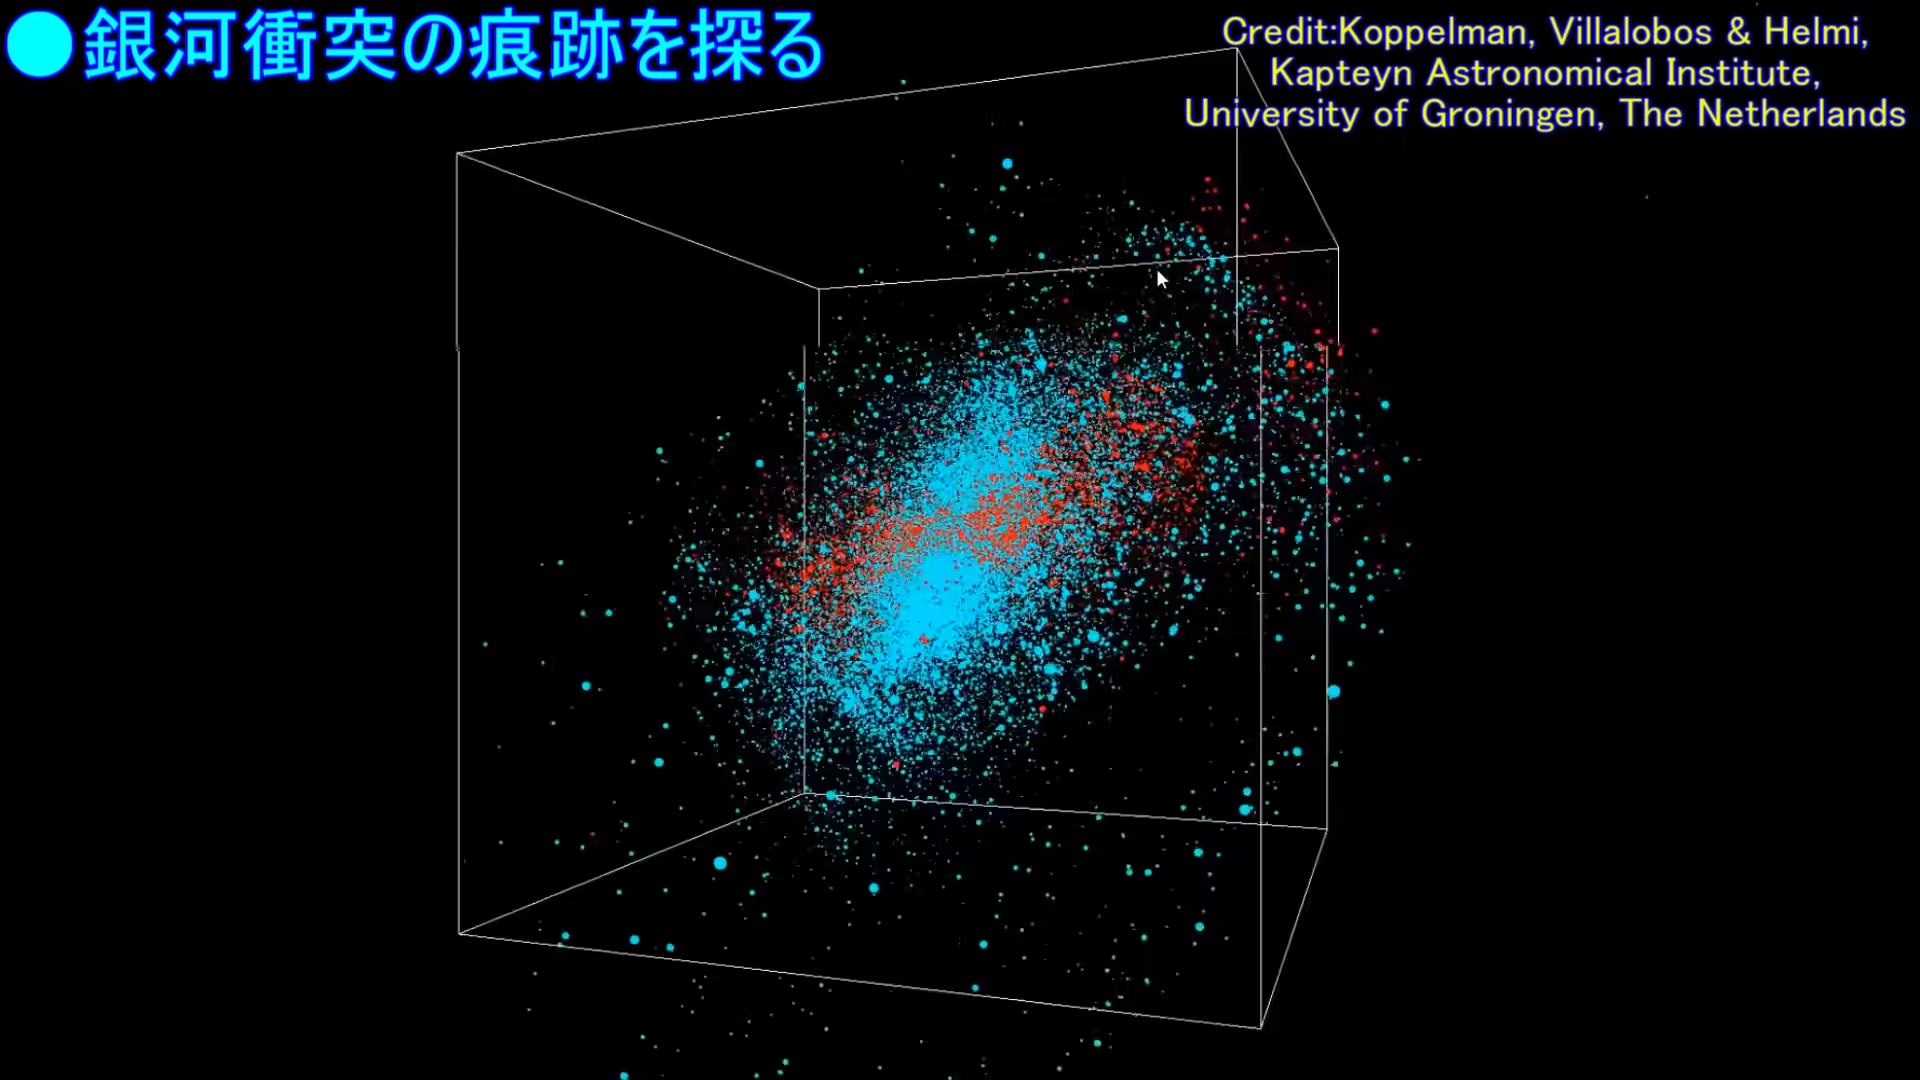 ●銀河衝突の痕跡を探る
Credit:Koppelman, Villalobos & Helmi,
Kapteyn Astronomical Institute,
University of Groningen, The Netherlands